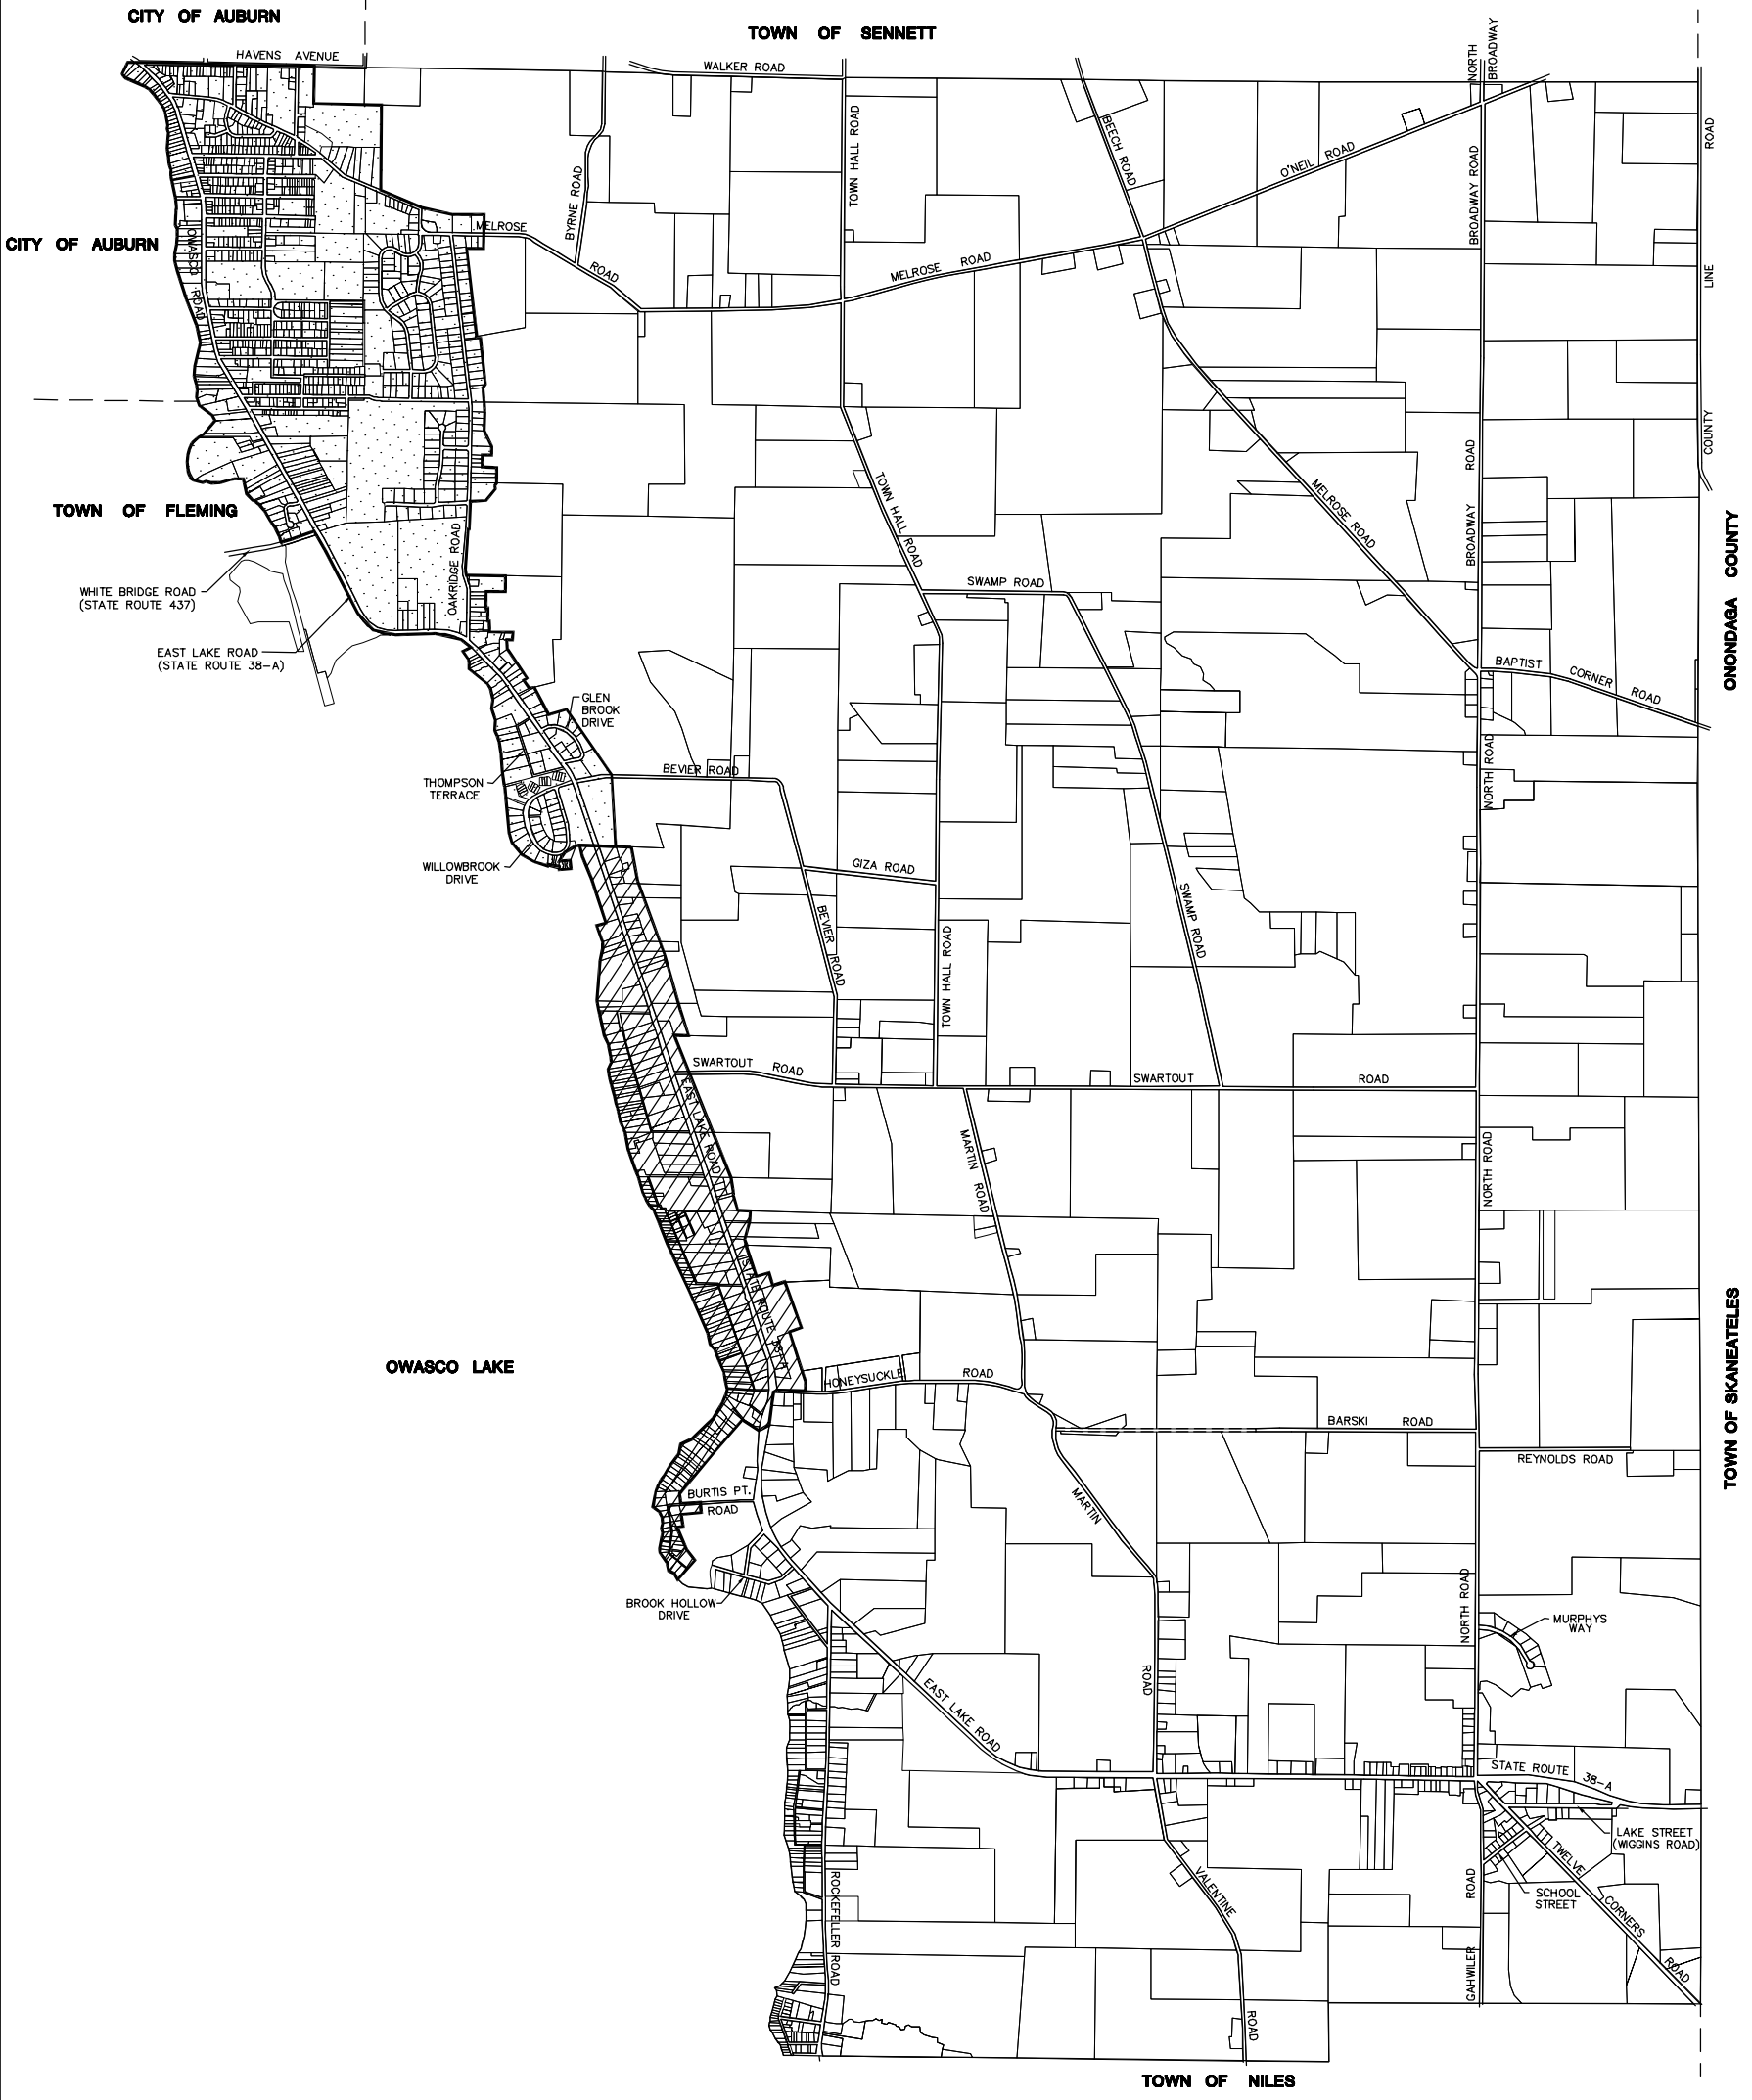 CITY OF AUBURN
TOWN OF SENNETT
HAVENS AVENUE
WALKER ROAD
NORTH
BROADWAY
TOWN HALL ROAD
BEECH ROAD
O'NEIL ROAD
BROADWAY ROAD
ROAD
BYRNE ROAD
MELROSE
ROAD
CITY OF AUBURN
OWASCO
ROAD
MELROSE ROAD
LINE
COUNTY
TOWN OF FLEMING
TOWN HALL ROAD
MELROSE ROAD
ROAD
BROADWAY
ONONDAGA COUNTY
OAKRIDGE ROAD
WHITE BRIDGE ROAD
(STATE ROUTE 437)
SWAMP ROAD
EAST LAKE ROAD
(STATE ROUTE 38-A)
BAPTIST CORNER ROAD
GLEN
BROOK
DRIVE
THOMPSON
TERRACE
BEVIER ROAD
NORTH ROAD
WILLOWBROOK
DRIVE
GIZA ROAD
BEVIER ROAD
SWAMP ROAD
TOWN HALL ROAD
SWARTOUT ROAD
SWARTOUT ROAD
EAST LAKE ROAD
MARTIN ROAD
NORTH ROAD
(STATE ROUTE 38-A)
OWASCO LAKE
HONEYSUCKLE ROAD
BARSKI ROAD
REYNOLDS ROAD
TOWN OF SKANEATELES
BURTIS PT.
ROAD
MARTIN
ROAD
BROOK HOLLOW
DRIVE
NORTH ROAD
MURPHYS
WAY
EAST LAKE ROAD
STATE ROUTE 38-A
LAKE STREET
(WIGGINS ROAD)
TWELVE
CORNERS
ROAD
SCHOOL
STREET
ROAD
GAHWILER
VALENTINE
ROAD
ROCKEFELLER ROAD
TOWN OF NILES